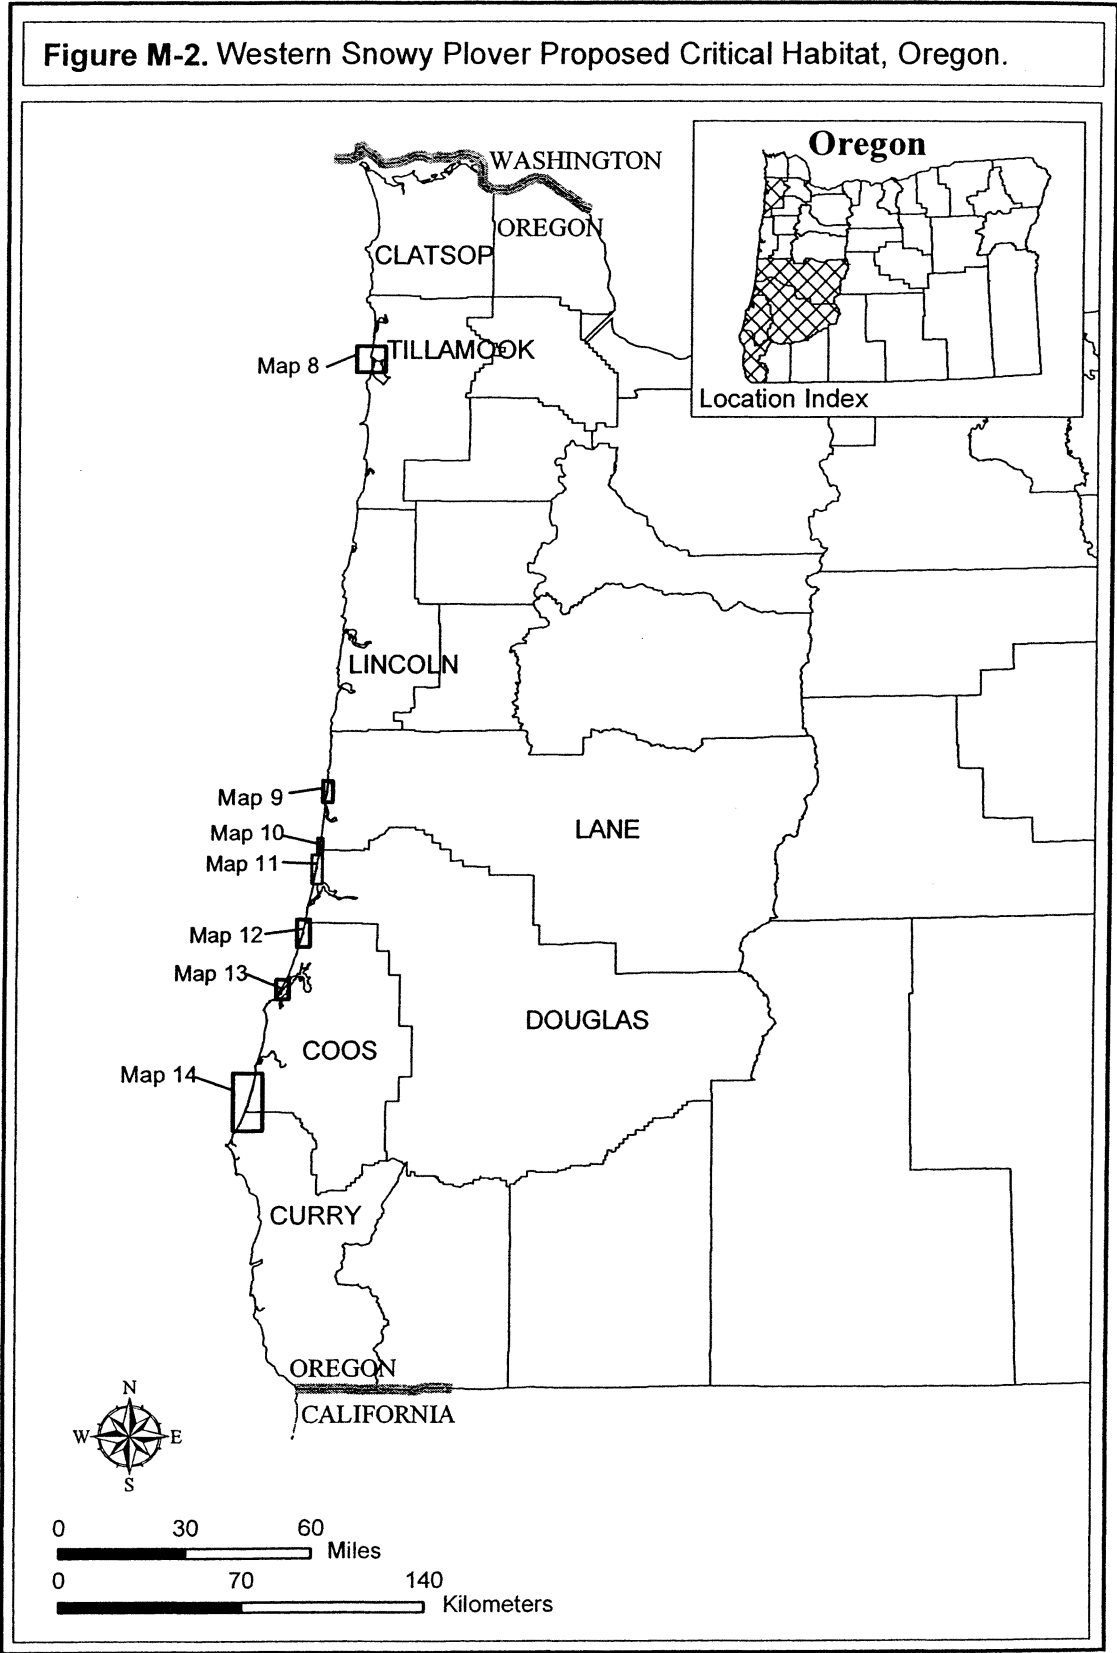 Figure M-2. Western Snowy Plover Proposed Critical Habitat, Oregon.
Oregon
Location Index
WASHINGTON
OREGON
CLATSOP
Map 8
TILLAMOOK
LINCOLN
Map 9
Map 10
Map 11
LANE
Map 12
Map 13
DOUGLAS
COOS
Map 14
CURRY
OREGON
CALIFORNIA
N
W E
S
0 30 60
Miles
0 70 140
Kilometers